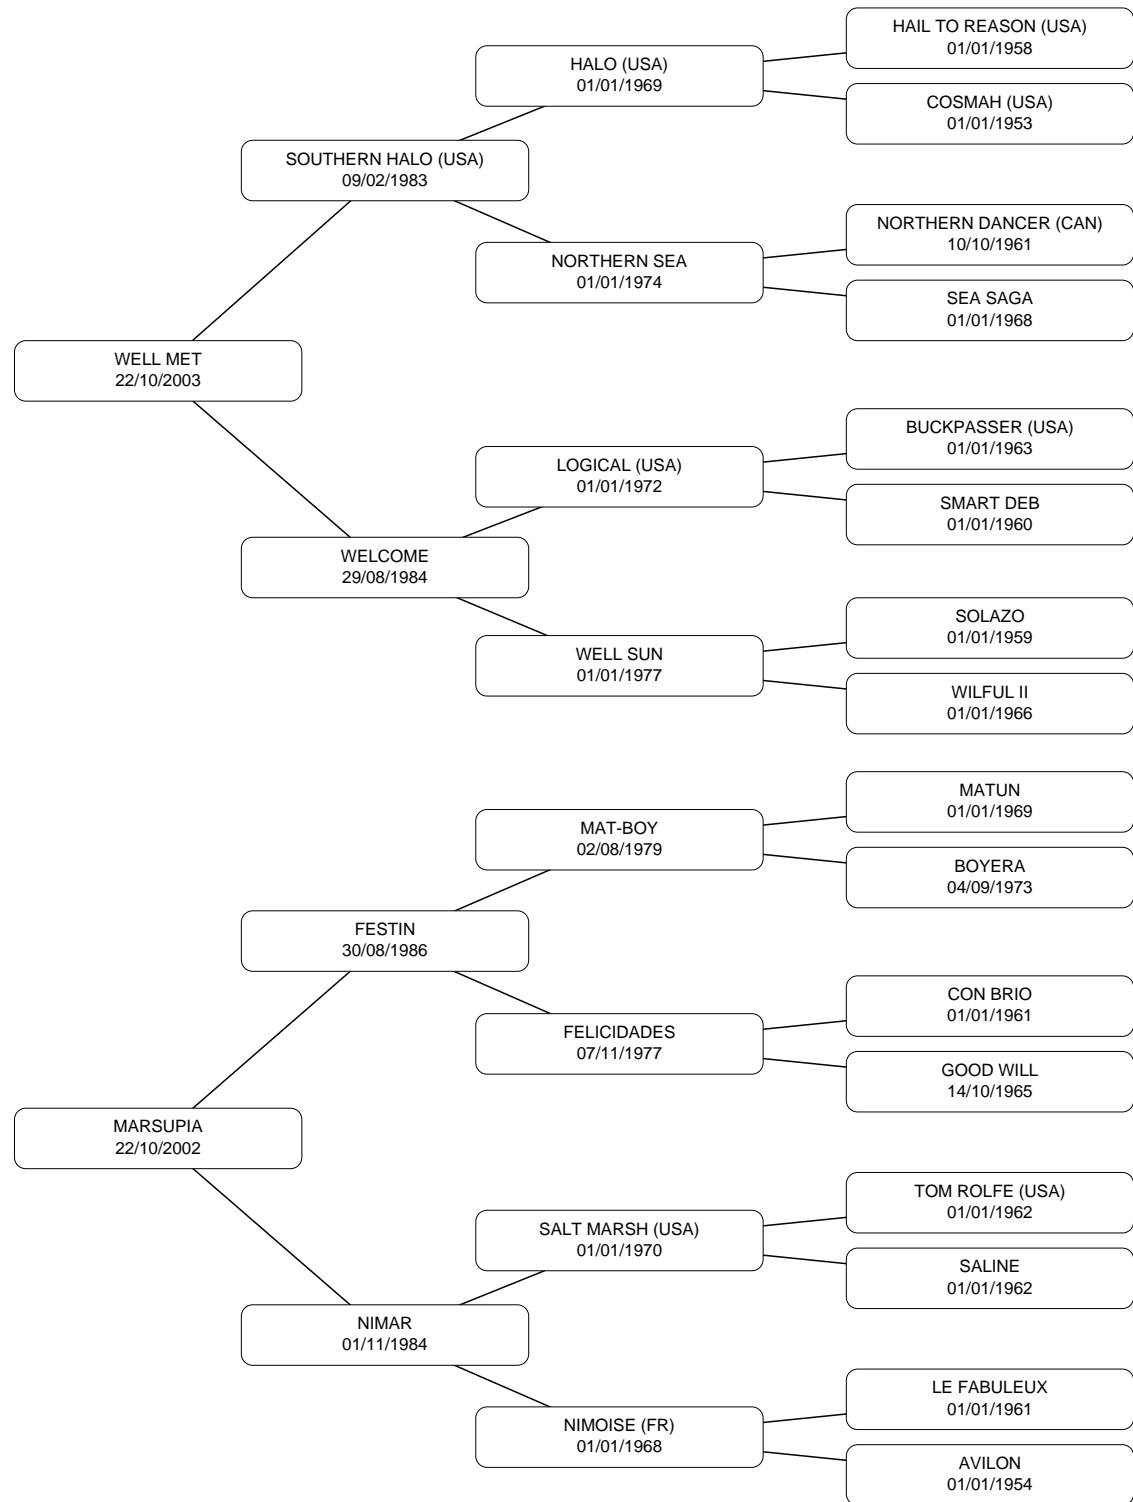 HAIL TO REASON (USA)
01/01/1958
HALO (USA)
01/01/1969
COSMAH (USA)
01/01/1953
SOUTHERN HALO (USA)
09/02/1983
NORTHERN DANCER (CAN)
10/10/1961
NORTHERN SEA
01/01/1974
SEA SAGA
01/01/1968
WELL MET
22/10/2003
BUCKPASSER (USA)
01/01/1963
LOGICAL (USA)
01/01/1972
SMART DEB
01/01/1960
WELCOME
29/08/1984
SOLAZO
01/01/1959
WELL SUN
01/01/1977
WILFUL II
01/01/1966
MATUN
01/01/1969
MAT-BOY
02/08/1979
BOYERA
04/09/1973
FESTIN
30/08/1986
CON BRIO
01/01/1961
FELICIDADES
07/11/1977
GOOD WILL
14/10/1965
MARSUPIA
22/10/2002
TOM ROLFE (USA)
01/01/1962
SALT MARSH (USA)
01/01/1970
SALINE
01/01/1962
NIMAR
01/11/1984
LE FABULEUX
01/01/1961
NIMOISE (FR)
01/01/1968
AVILON
01/01/1954